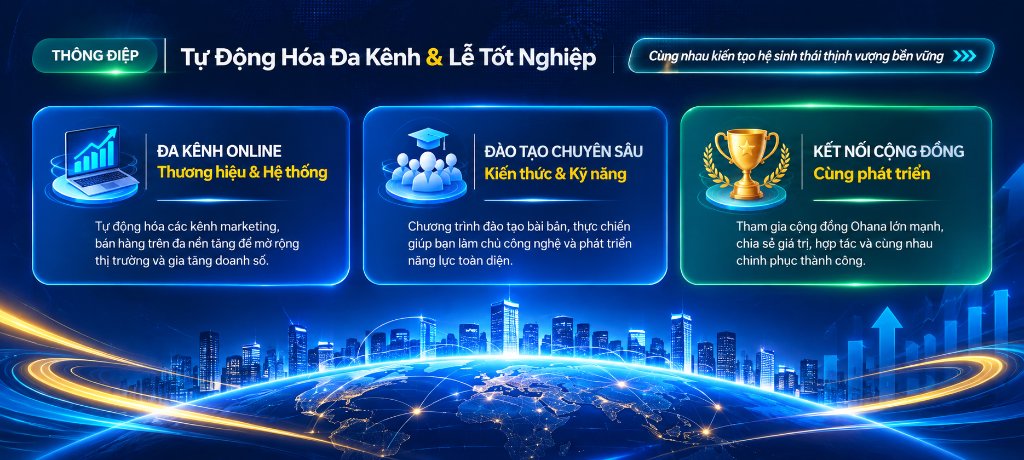 THÔNG ĐIỆP
Tự Động Hóa Đa Kênh & Lễ Tốt Nghiệp
Cùng nhau kiến tạo hệ sinh thái thịnh vượng bền vững
ĐA KÊNH ONLINE
Thương hiệu & Hệ thống
Tự động hóa các kênh marketing,
bán hàng trên đa nền tảng để mở rộng
thị trường và gia tăng doanh số.
ĐÀO TẠO CHUYÊN SÂU
Kiến thức & Kỹ năng
Chương trình đào tạo bài bản, thực chiến
giúp bạn làm chủ công nghệ và phát triển
năng lực toàn diện.
KẾT NỐI CỘNG ĐỒNG
Cùng phát triển
Tham gia cộng đồng Ohana lớn mạnh,
chia sẻ giá trị, hợp tác và cùng nhau
chinh phục thành công.